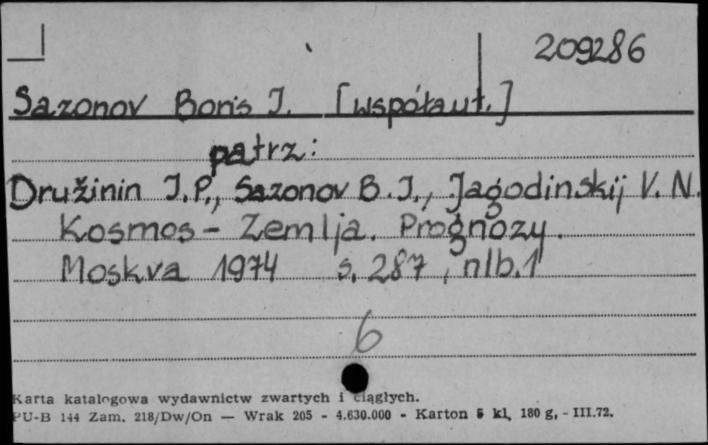 209286
Sazonov Boris J. [współaut.]
patrz:
Družinin J.P., Sazonov B.J., Jagodinskij V.N.
Kosmos - Zemlja. Prognozy.
Moskva 1974 s. 287, nlb.1
6
Karta katalogowa wydawnictw zwartych i ciągłych.
PU-B 144 Zam. 218/Dw/On — Wrak 205 - 4.630.000 - Karton 5 kl, 180 g, - III.72.